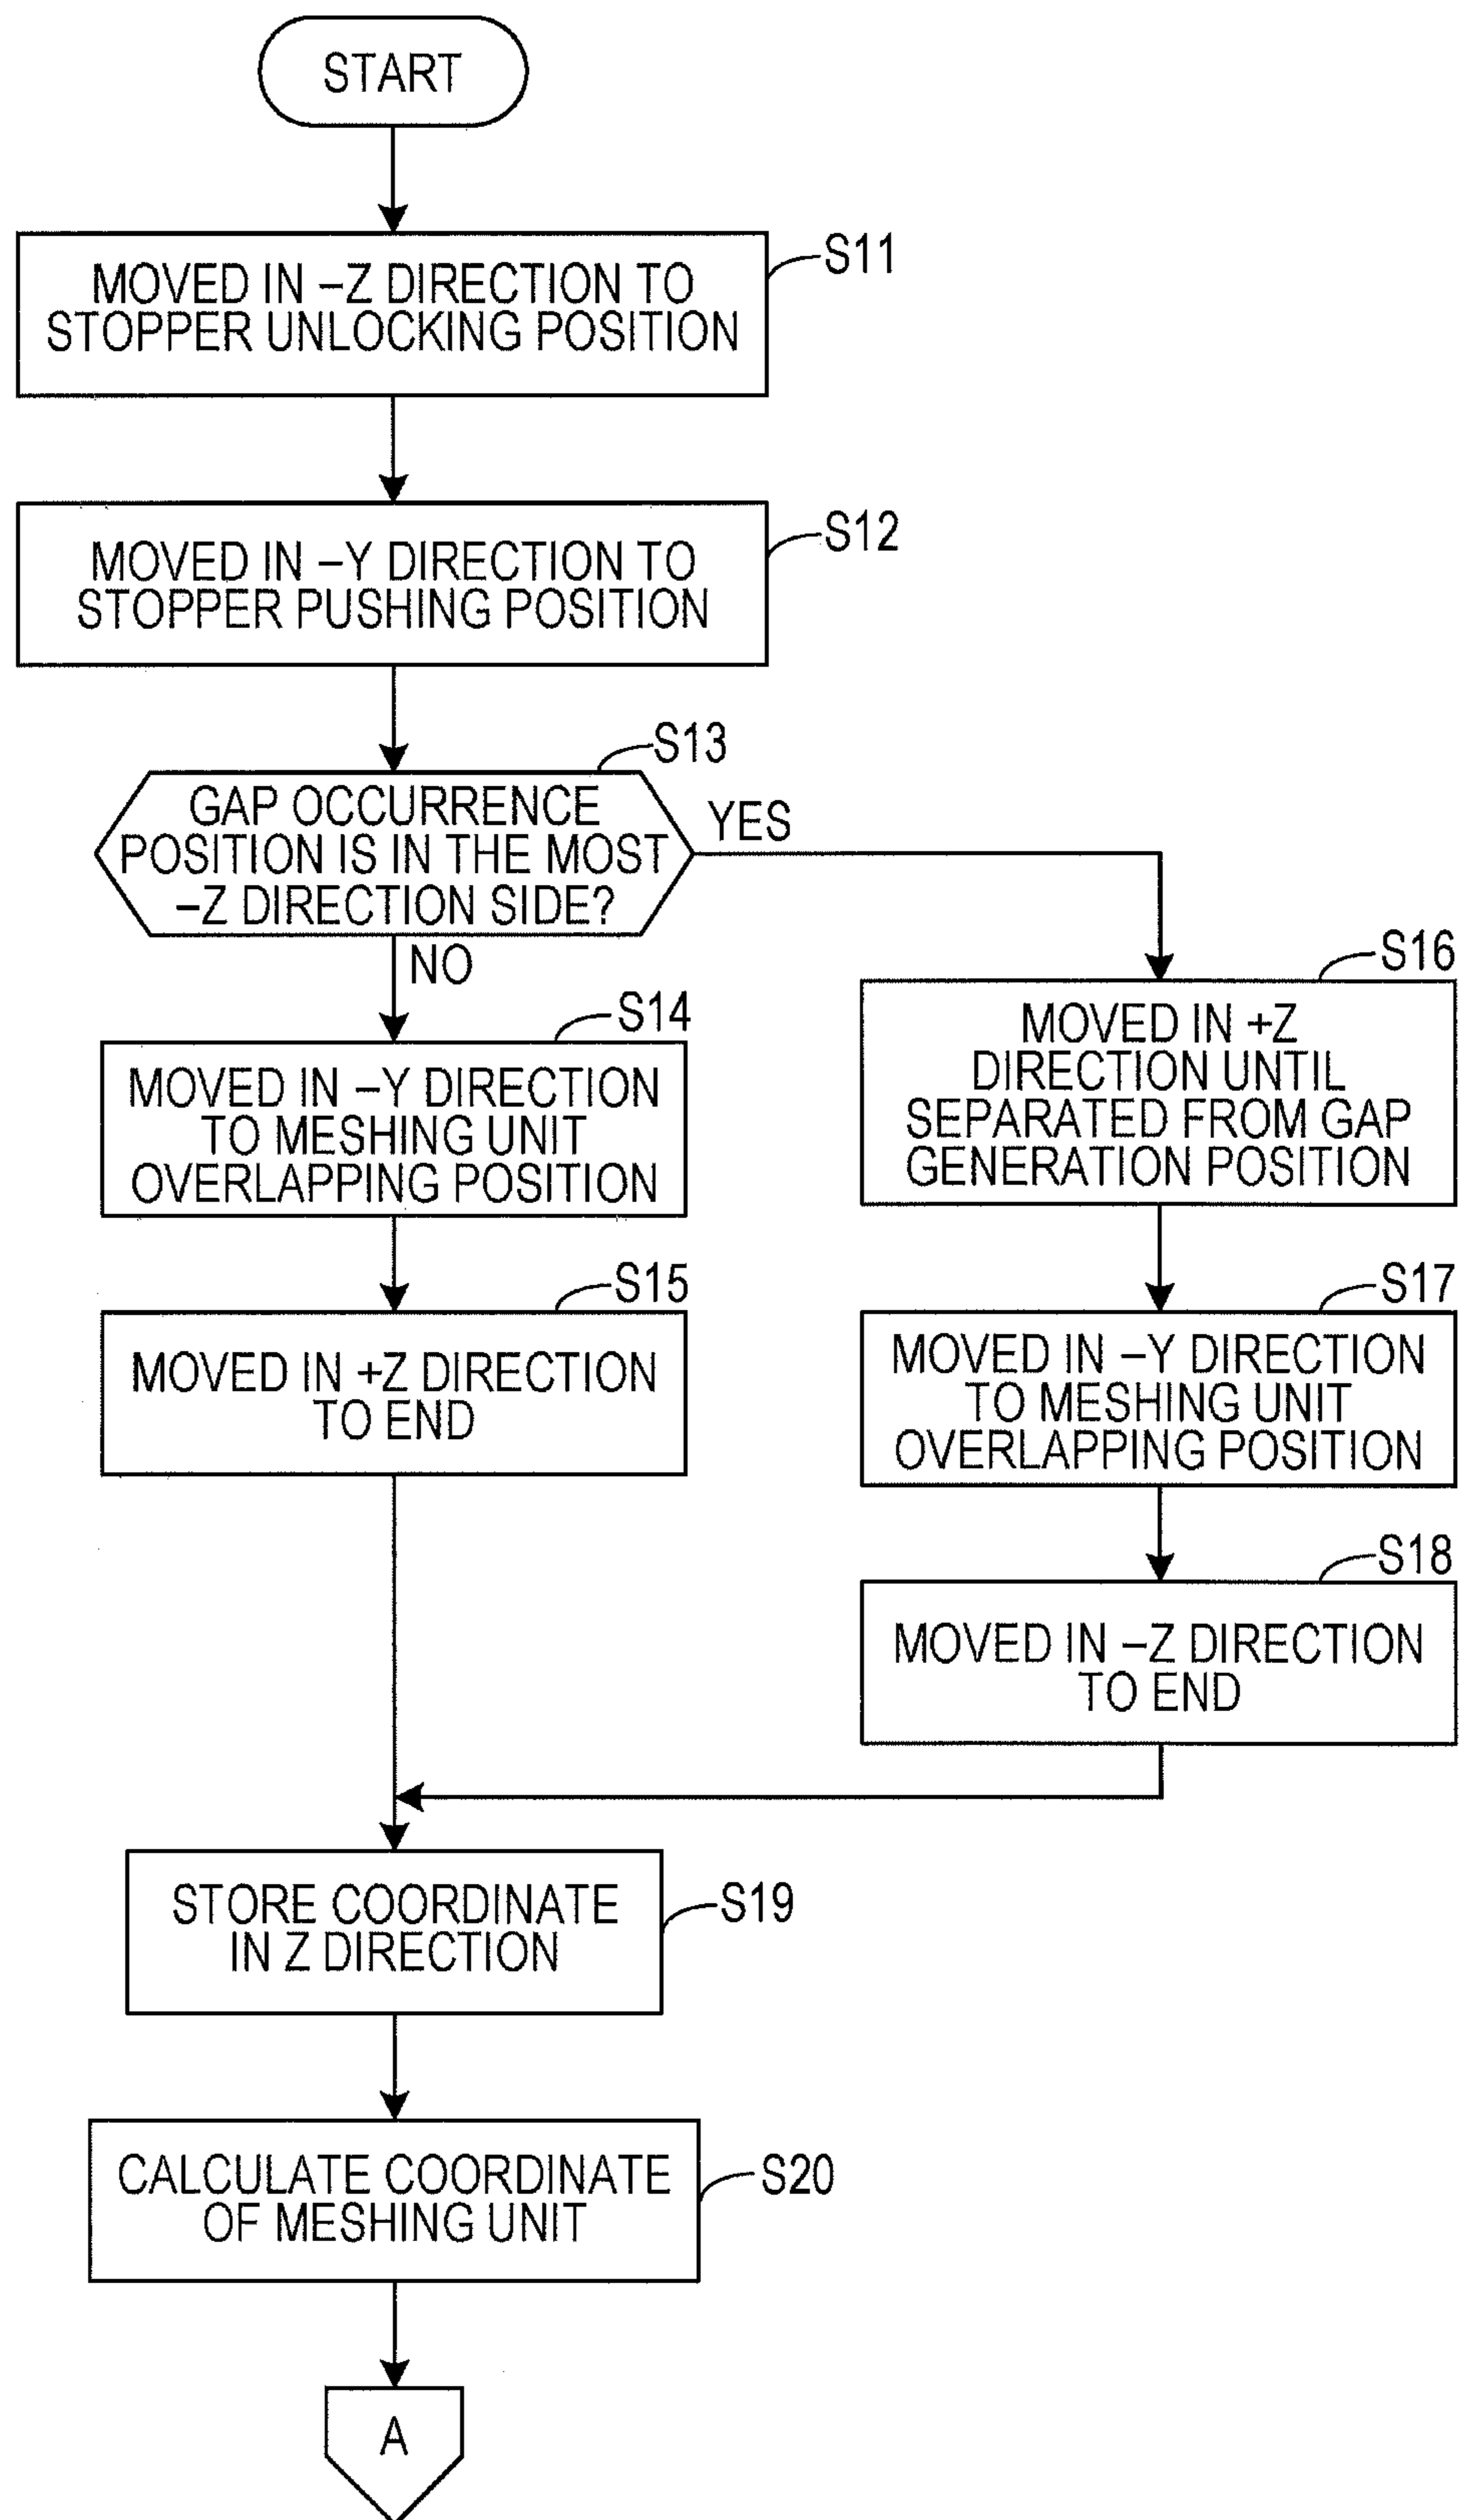 START
S11
MOVED IN –Z DIRECTION TO
STOPPER UNLOCKING POSITION
S12
MOVED IN –Y DIRECTION TO
STOPPER PUSHING POSITION
S13
GAP OCCURRENCE
POSITION IS IN THE MOST
–Z DIRECTION SIDE?
YES
NO
S14
MOVED IN –Y DIRECTION
TO MESHING UNIT
OVERLAPPING POSITION
S15
MOVED IN +Z DIRECTION
TO END
S16
MOVED IN +Z
DIRECTION UNTIL
SEPARATED FROM GAP
GENERATION POSITION
S17
MOVED IN –Y DIRECTION
TO MESHING UNIT
OVERLAPPING POSITION
S18
MOVED IN –Z DIRECTION
TO END
S19
STORE COORDINATE
IN Z DIRECTION
S20
CALCULATE COORDINATE
OF MESHING UNIT
A